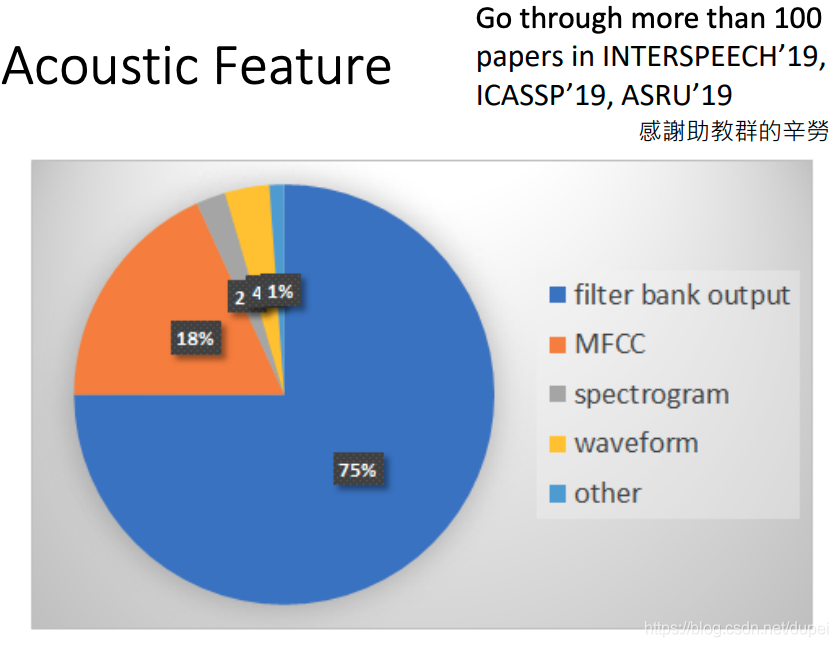 Acoustic Feature
Go through more than 100
papers in INTERSPEECH’19,
ICASSP’19, ASRU’19
感謝助教群的辛勞
2
4
1%
18%
75%
filter bank output
MFCC
spectrogram
waveform
other
https://blog.csdn.net/dupei